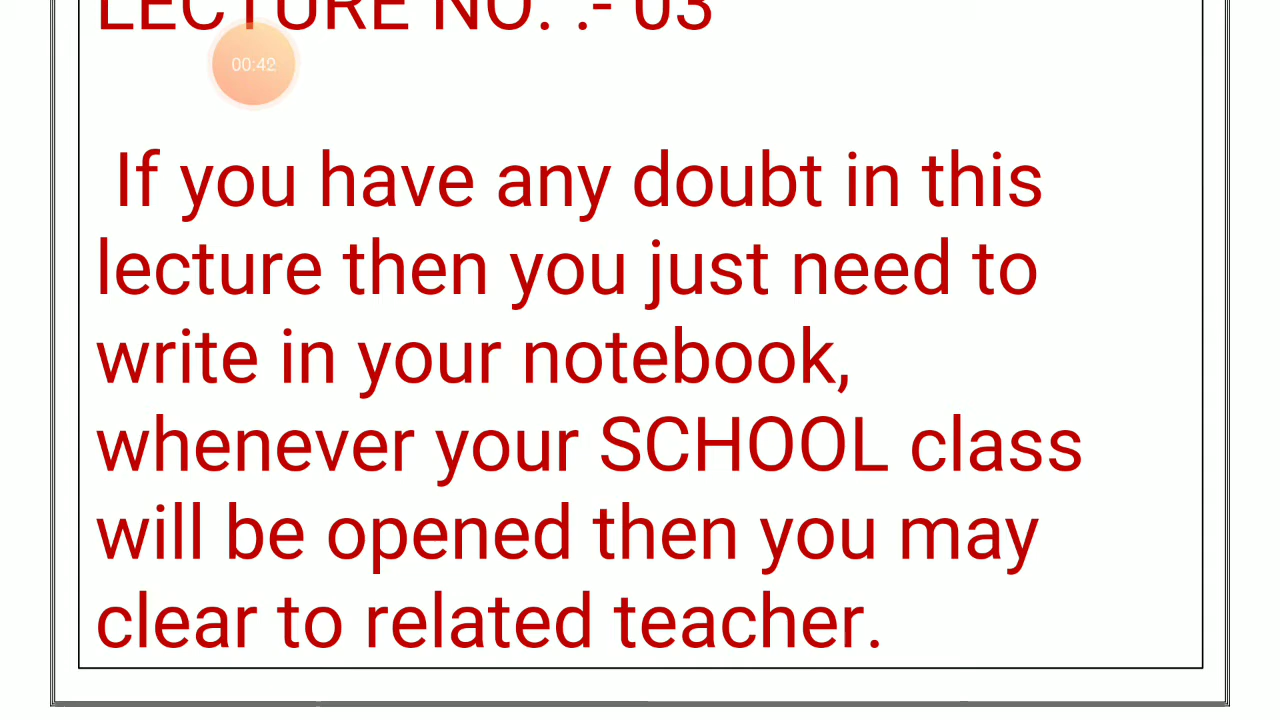 LECTURE NO. .- 03
00:42
If you have any doubt in this
lecture then you just need to
write in your notebook,
whenever your SCHOOL class
will be opened then you may
clear to related teacher.